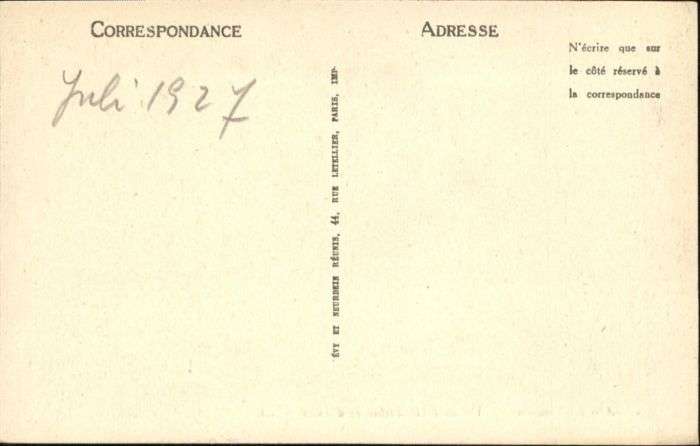 CORRESPONDANCE
ADRESSE
N'écrire que sur
le côté réservé à
la correspondance
Juli 1927
ÉVY ET NEURDEIN RÉUNIS, 44, RUE LETELLIER, PARIS, IMP.